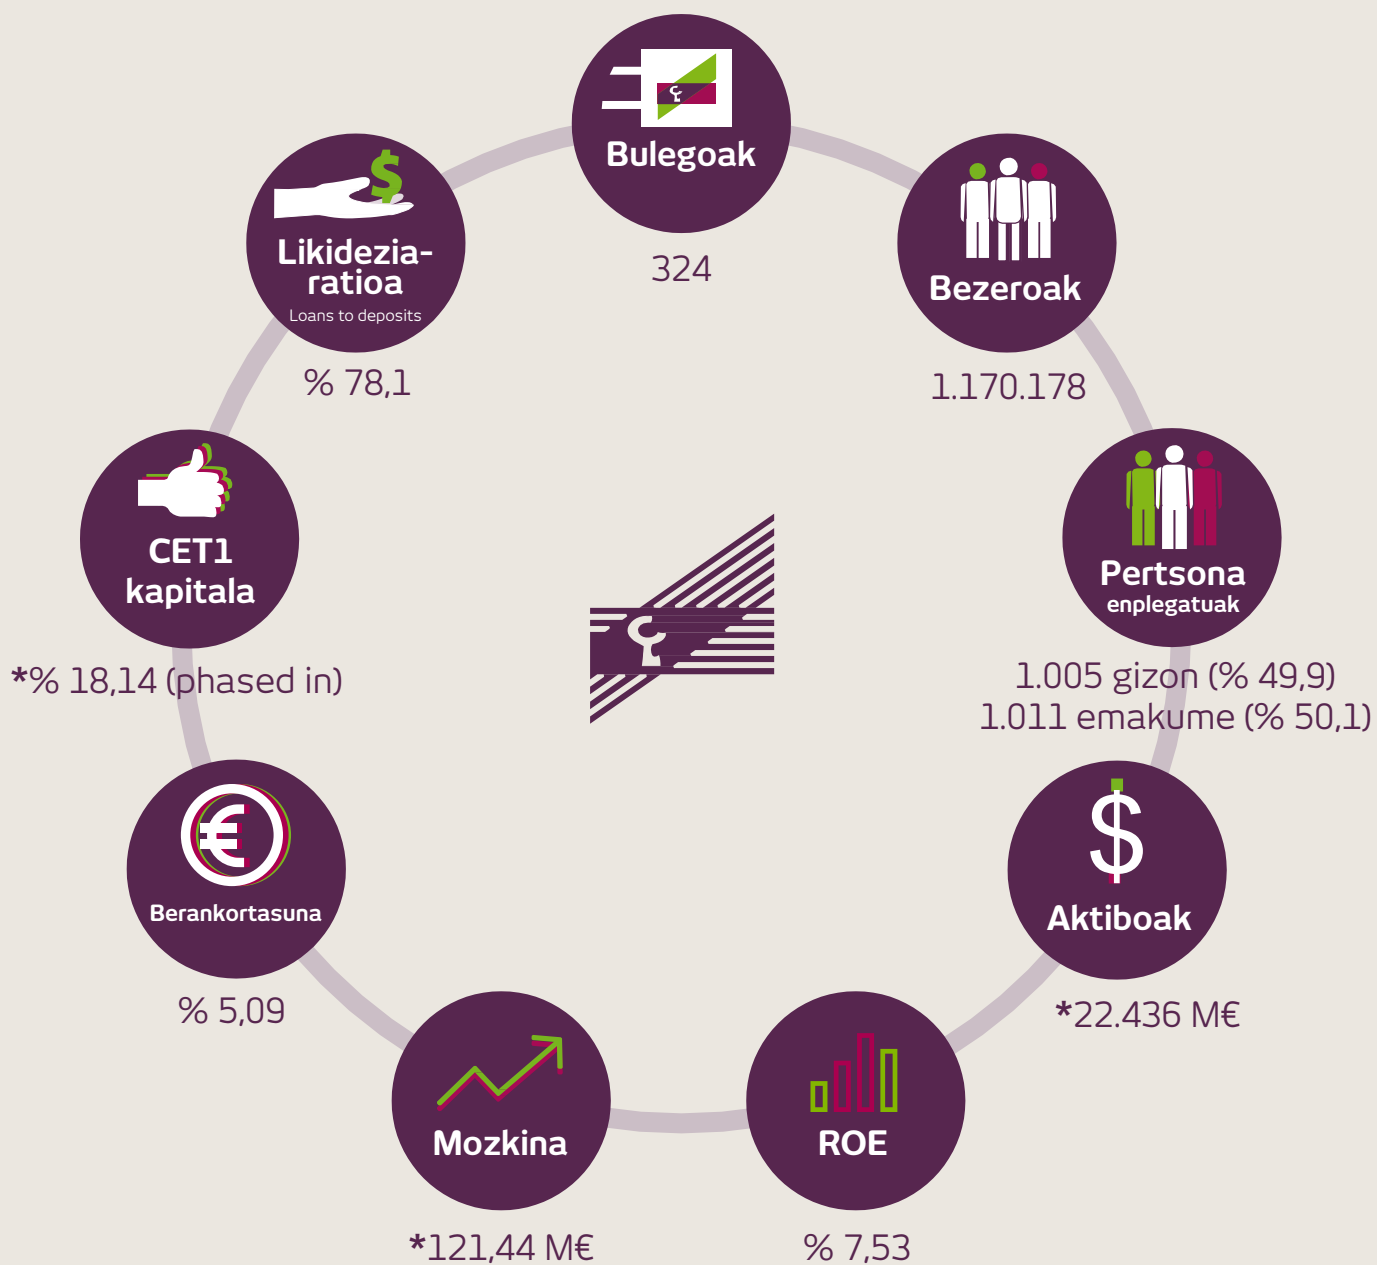 Bulegoak
324
Bezeroak
1.170.178
Pertsona
enplegatuak
1.005 gizon (% 49,9)
1.011 emakume (% 50,1)
Aktiboak
*22.436 M€
ROE
% 7,53
Mozkina
*121,44 M€
Berankortasuna
% 5,09
CET1
kapitala
*% 18,14 (phased in)
Likidezia-
ratioa
Loans to deposits
% 78,1